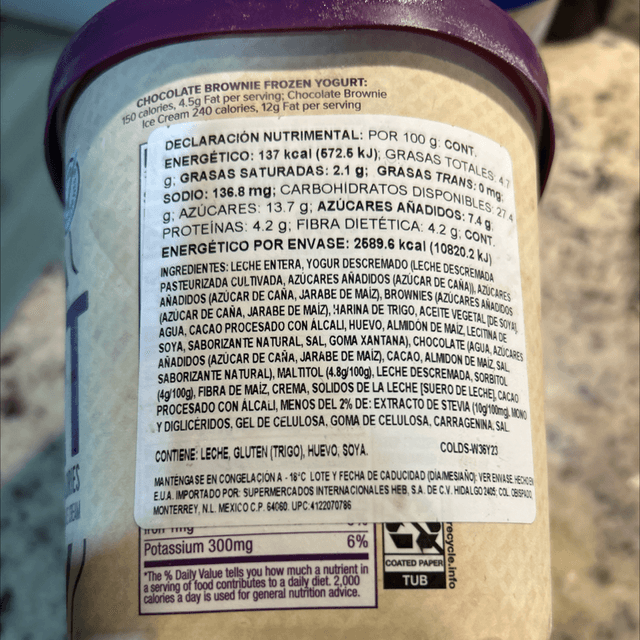 CHOCOLATE BROWNIE FROZEN YOGURT:
150 calories, 4.5g Fat per serving; Chocolate Brownie
Ice Cream 240 calories, 12g Fat per serving
DECLARACIÓN NUTRIMENTAL: POR 100 g: CONT.
ENERGÉTICO: 137 kcal (572.5 kJ); GRASAS TOTALES: 4.7
g; GRASAS SATURADAS: 2.1 g; GRASAS TRANS: 0 mg;
SODIO: 136.8 mg; CARBOHIDRATOS DISPONIBLES: 27.4
g; AZÚCARES: 13.7 g; AZÚCARES AÑADIDOS: 7.4 g;
PROTEÍNAS: 4.2 g; FIBRA DIETÉTICA: 4.2 g; CONT.
ENERGÉTICO POR ENVASE: 2589.6 kcal (10820.2 kJ)
INGREDIENTES: LECHE ENTERA, YOGUR DESCREMADO (LECHE DESCREMADA
PASTEURIZADA CULTIVADA, AZÚCARES AÑADIDOS (AZÚCAR DE CAÑA)), AZÚCARES
AÑADIDOS (AZÚCAR DE CAÑA, JARABE DE MAÍZ), BROWNIES (AZÚCARES AÑADIDOS
(AZÚCAR DE CAÑA, JARABE DE MAÍZ), HARINA DE TRIGO, ACEITE VEGETAL [DE SOYA],
AGUA, CACAO PROCESADO CON ÁLCALI, HUEVO, ALMIDÓN DE MAÍZ, LECITINA DE
SOYA, SABORIZANTE NATURAL, SAL, GOMA XANTANA), CHOCOLATE (AGUA, AZÚCARES
AÑADIDOS (AZÚCAR DE CAÑA, JARABE DE MAÍZ), CACAO, ALMIDON DE MAÍZ, SAL,
SABORIZANTE NATURAL), MALTITOL (4.8g/100g), LECHE DESCREMADA, SORBITOL
(4g/100g), FIBRA DE MAÍZ, CREMA, SOLIDOS DE LA LECHE [SUERO DE LECHE], CACAO
PROCESADO CON ÁLCALI, MENOS DEL 2% DE: EXTRACTO DE STEVIA (10g/100mg), MONO
Y DIGLICÉRIDOS, GEL DE CELULOSA, GOMA DE CELULOSA, CARRAGENINA, SAL.
CONTIENE: LECHE, GLUTEN (TRIGO), HUEVO, SOYA.
COLDS-W36Y23
MANTÉNGASE EN CONGELACIÓN A -18°C LOTE Y FECHA DE CADUCIDAD (DÍA/MES/AÑO): VER ENVASE. HECHO EN
E.U.A. IMPORTADO POR: SUPERMERCADOS INTERNACIONALES HEB, S.A. DE C.V. HIDALGO 2405; COL. OBISPADO,
MONTERREY, N.L. MEXICO C.P. 64060. UPC:4122070786
Potassium 300mg 6%
*The % Daily Value tells you how much a nutrient in
a serving of food contributes to a daily diet. 2,000
calories a day is used for general nutrition advice.
COATED PAPER
TUB
recycle.info